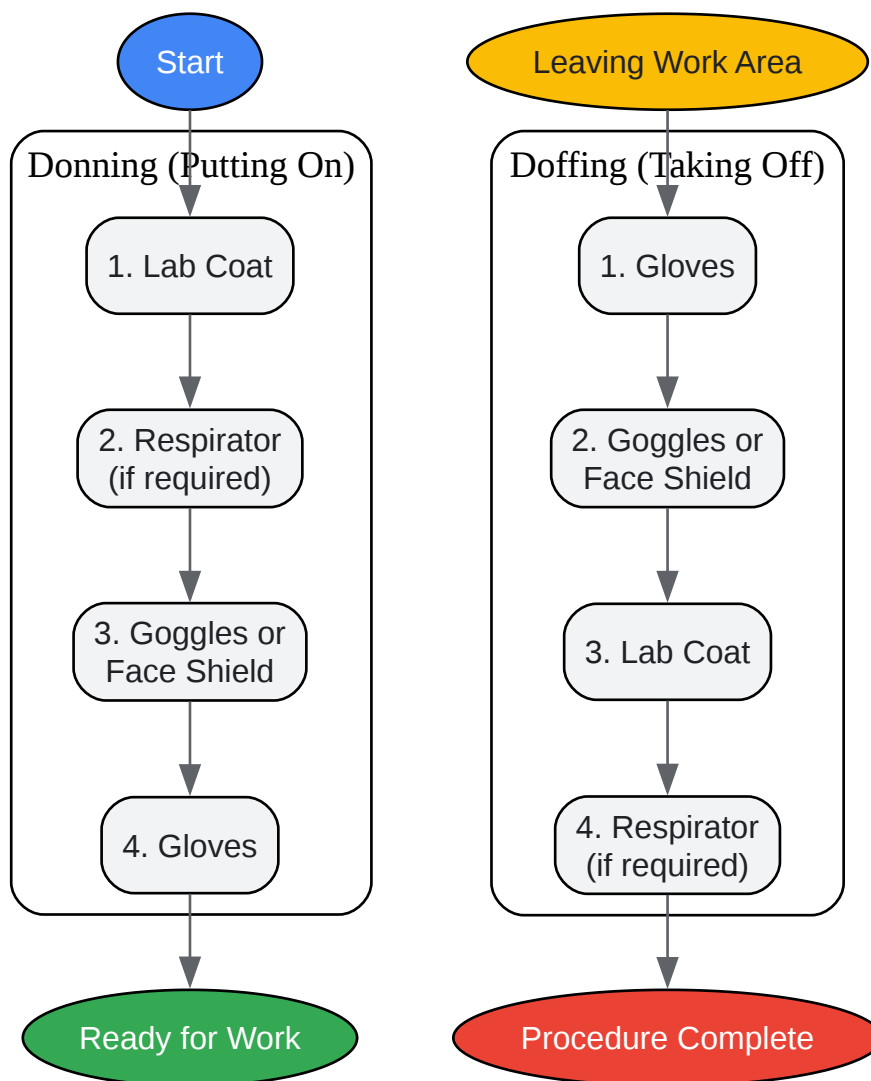 Start
Donning (Putting On)
1. Lab Coat
2. Respirator
(if required)
3. Goggles or
Face Shield
4. Gloves
Ready for Work
Leaving Work Area
Doffing (Taking Off)
1. Gloves
2. Goggles or
Face Shield
3. Lab Coat
4. Respirator
(if required)
Procedure Complete